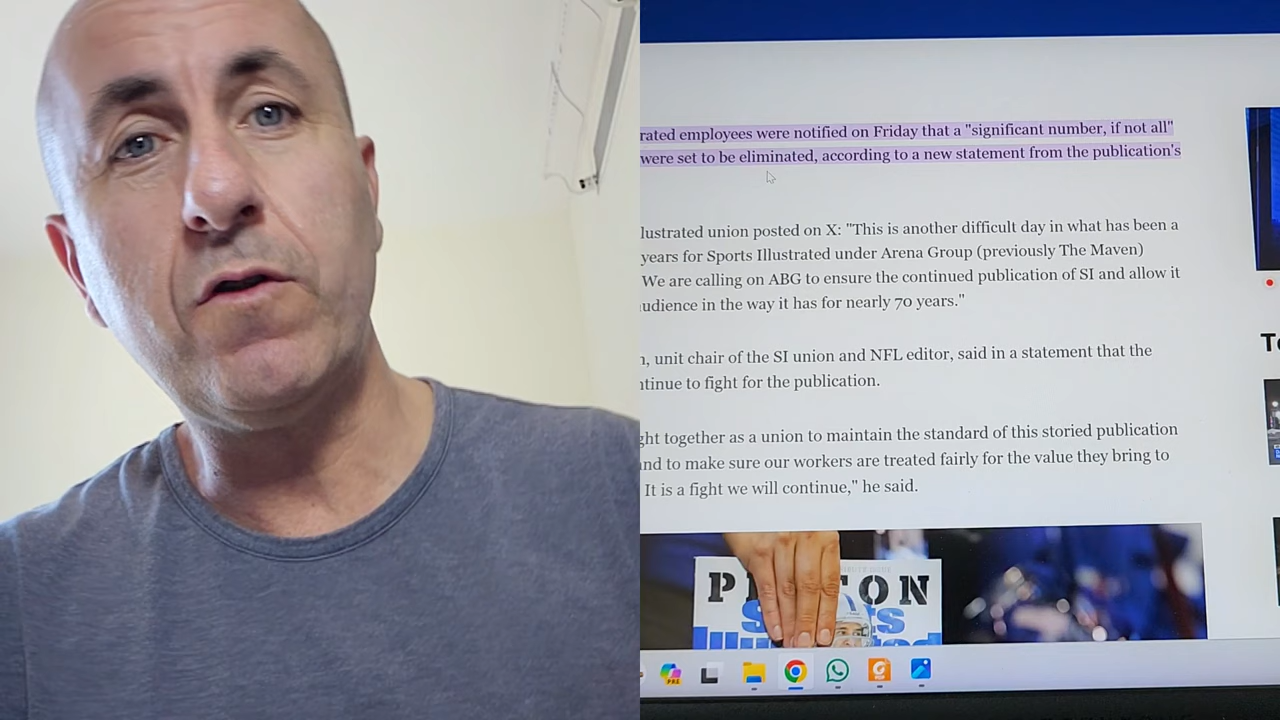 rated employees were notified on Friday that a "significant number, if not all"
were set to be eliminated, according to a new statement from the publication's
lustrated union posted on X: "This is another difficult day in what has been a
years for Sports Illustrated under Arena Group (previously The Maven)
We are calling on ABG to ensure the continued publication of SI and allow it
udience in the way it has for nearly 70 years."
, unit chair of the SI union and NFL editor, said in a statement that the
tinue to fight for the publication.
ght together as a union to maintain the standard of this storied publication
nd to make sure our workers are treated fairly for the value they bring to
It is a fight we will continue," he said.
PRE